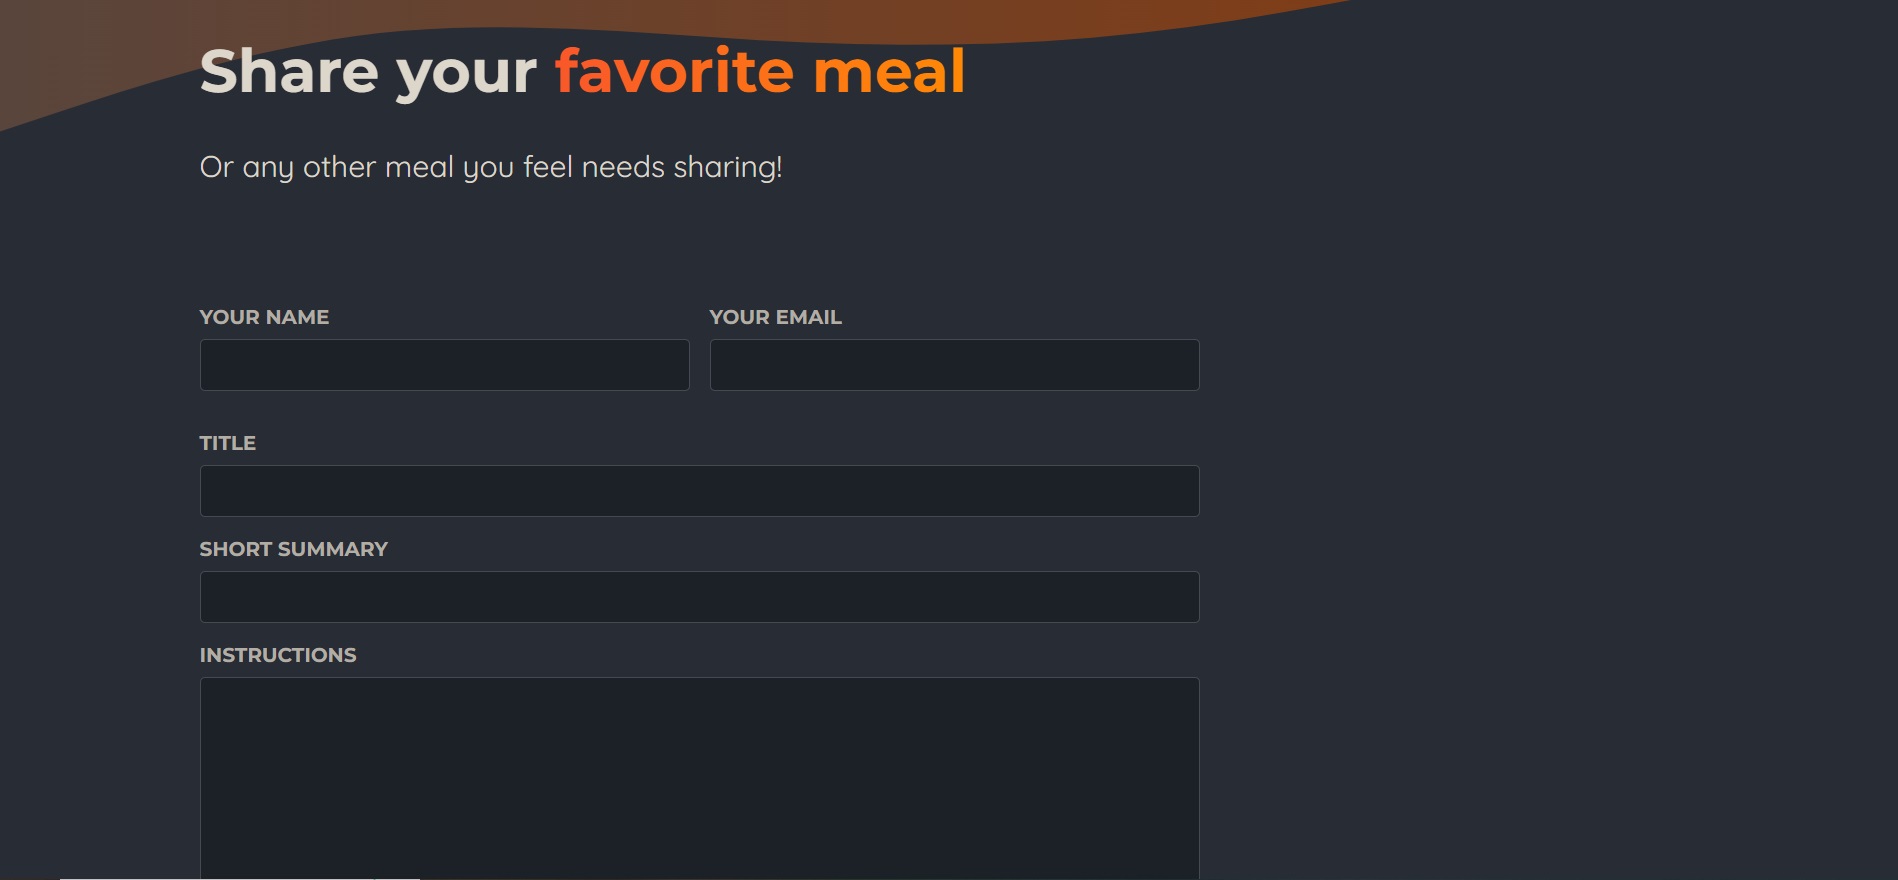 Share your favorite meal
Or any other meal you feel needs sharing!
YOUR NAME
YOUR EMAIL
TITLE
SHORT SUMMARY
INSTRUCTIONS